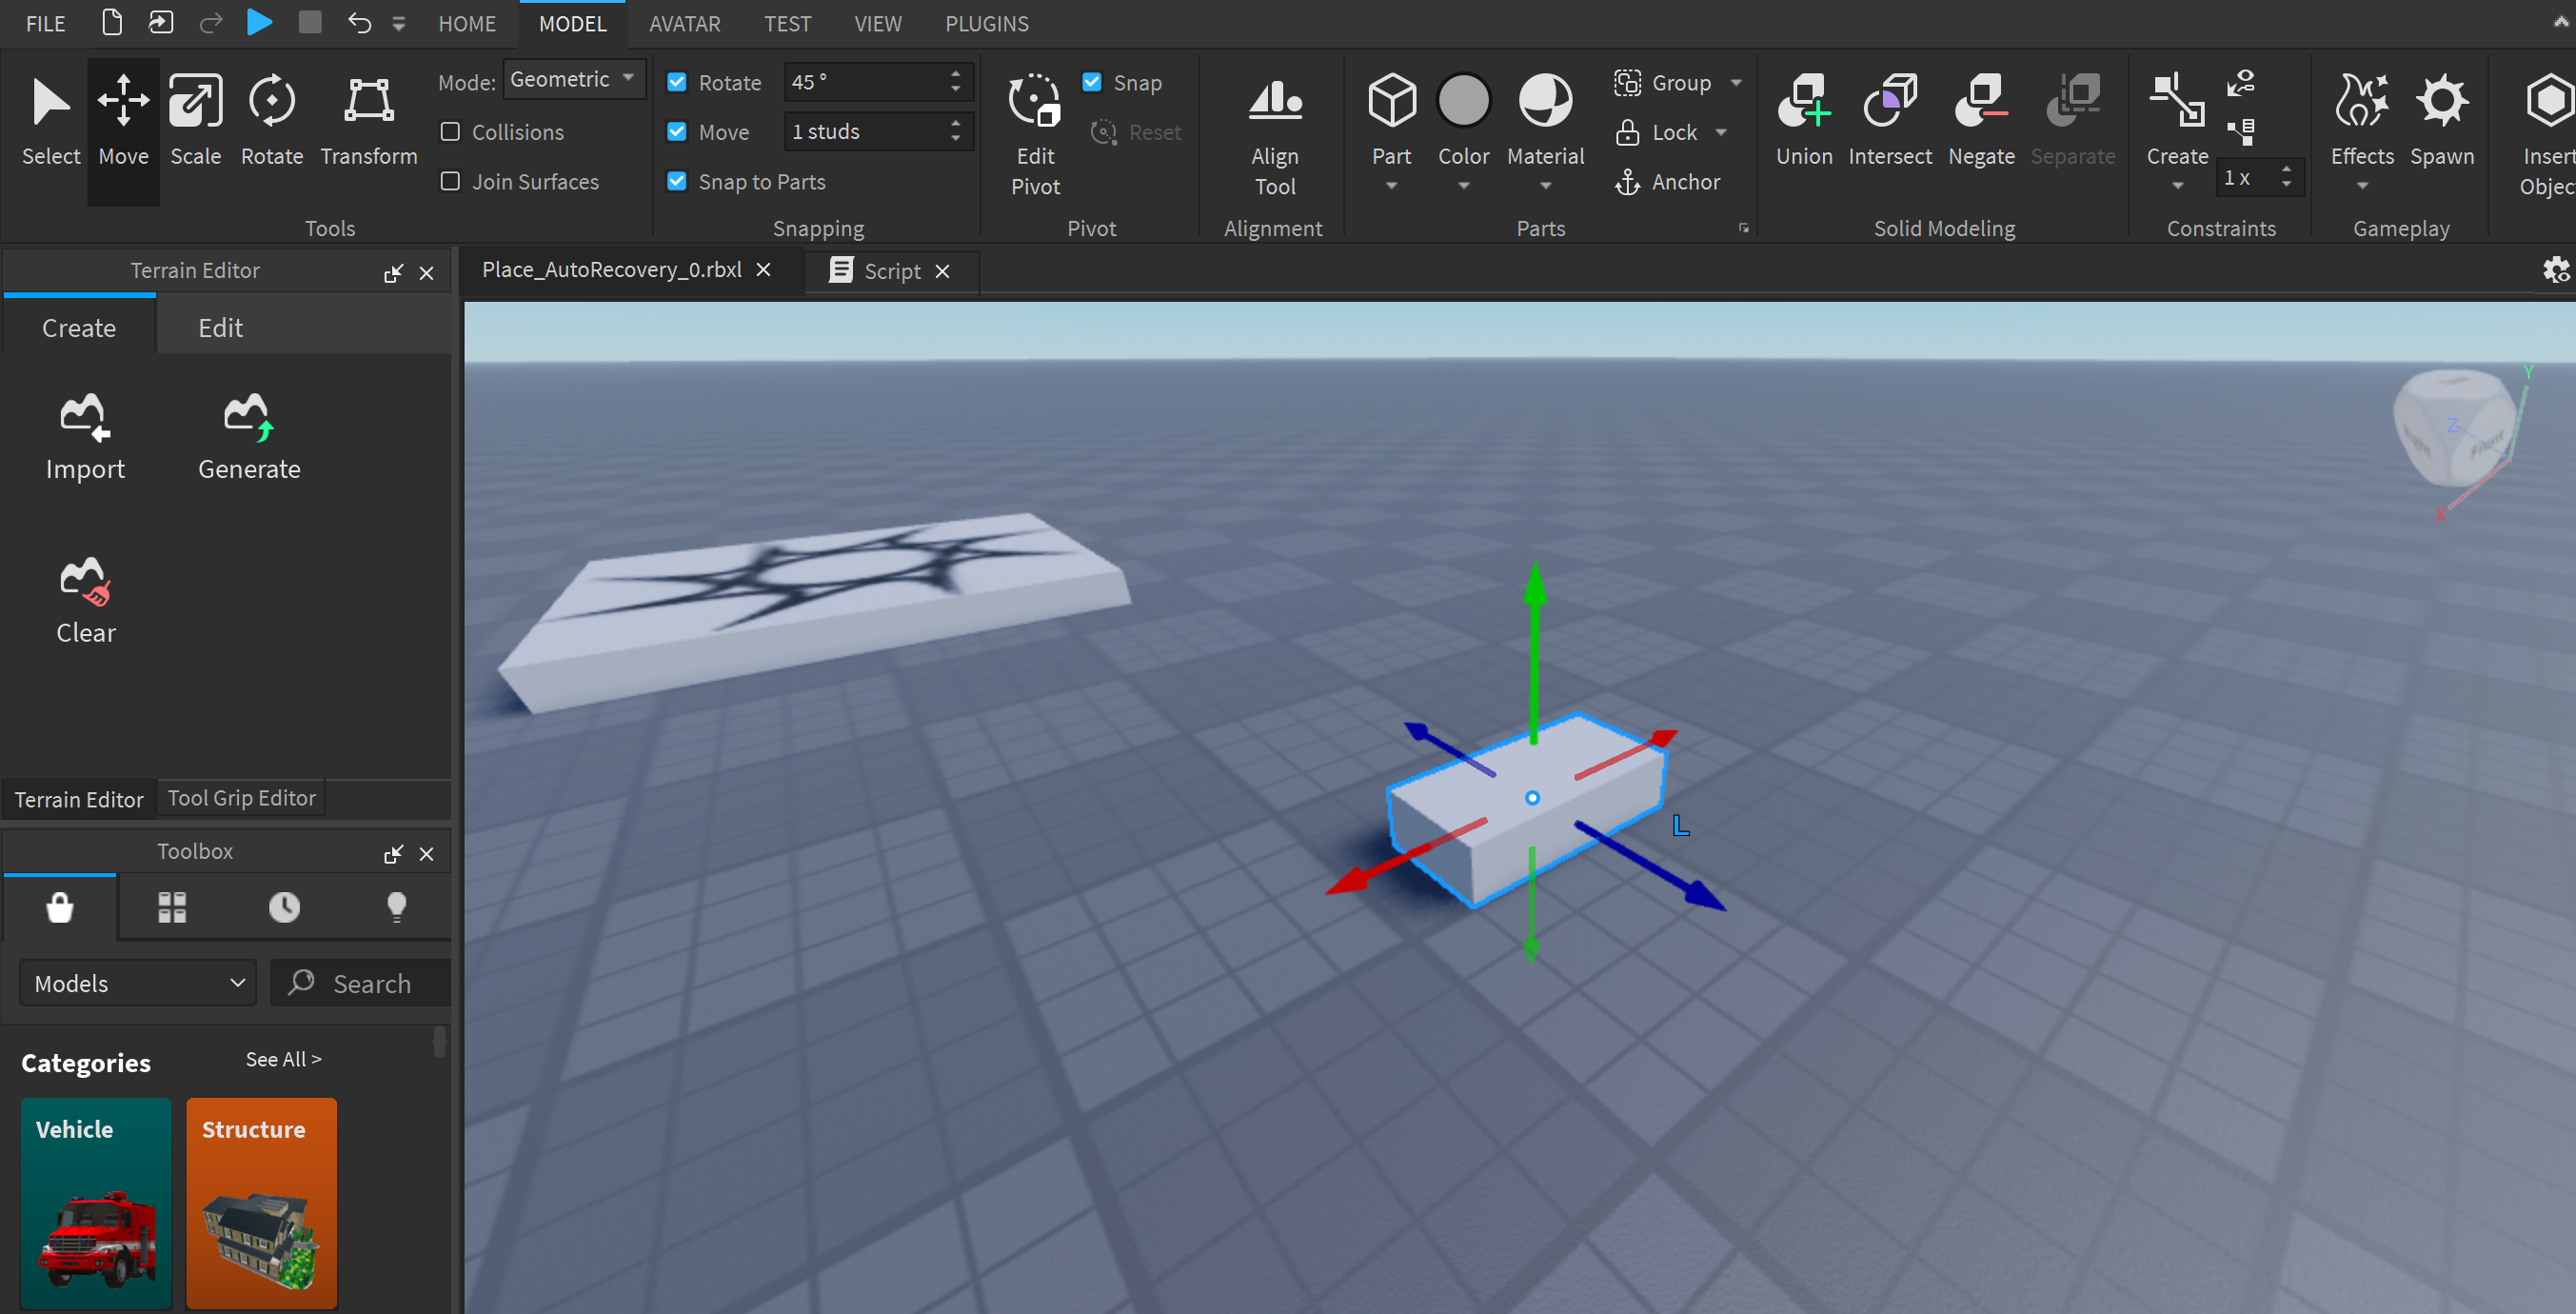 FILE
HOME
MODEL
AVATAR
TEST
VIEW
PLUGINS
Select
Move
Scale
Rotate
Transform
Mode: Geometric
Collisions
Join Surfaces
Tools
Rotate 45 °
Move 1 studs
Snap to Parts
Snapping
Edit
Pivot
Snap
Reset
Pivot
Align
Tool
Alignment
Part
Color
Material
Group
Lock
Anchor
Parts
Union
Intersect
Negate
Separate
Solid Modeling
Create
1 x
Constraints
Effects
Spawn
Gameplay
Insert
Objec
Terrain Editor
Place_AutoRecovery_0.rbxl
Script
Create
Edit
Import
Generate
Clear
Terrain Editor
Tool Grip Editor
Toolbox
Models
Search
Categories
See All >
Vehicle
Structure
Y
Z
X
L